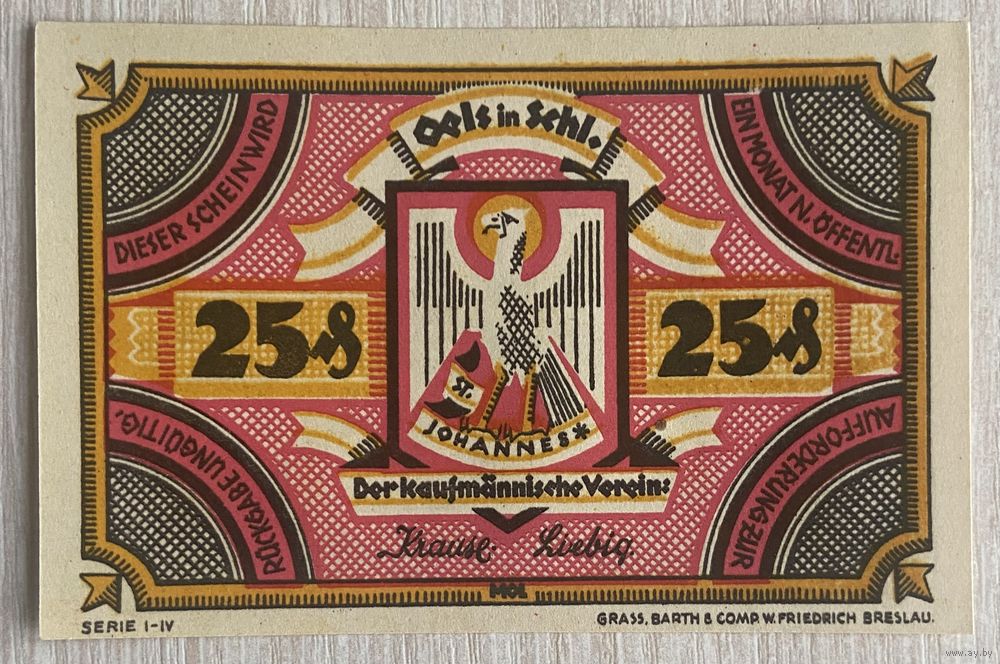 Oels in Schl.
DIESER SCHEIN WIRD
EIN MONAT N. ÖFFENTL.
25₰
25₰
ST.
JOHANNES*
AUFFORDERUNG ZUR
RÜCKGABE UNGÜLTIG.
Der kaufmännische Verein:
Krause. Liebig.
MOL
SERIE I-IV
GRASS, BARTH & COMP. W. FRIEDRICH BRESLAU.
www.ay.by